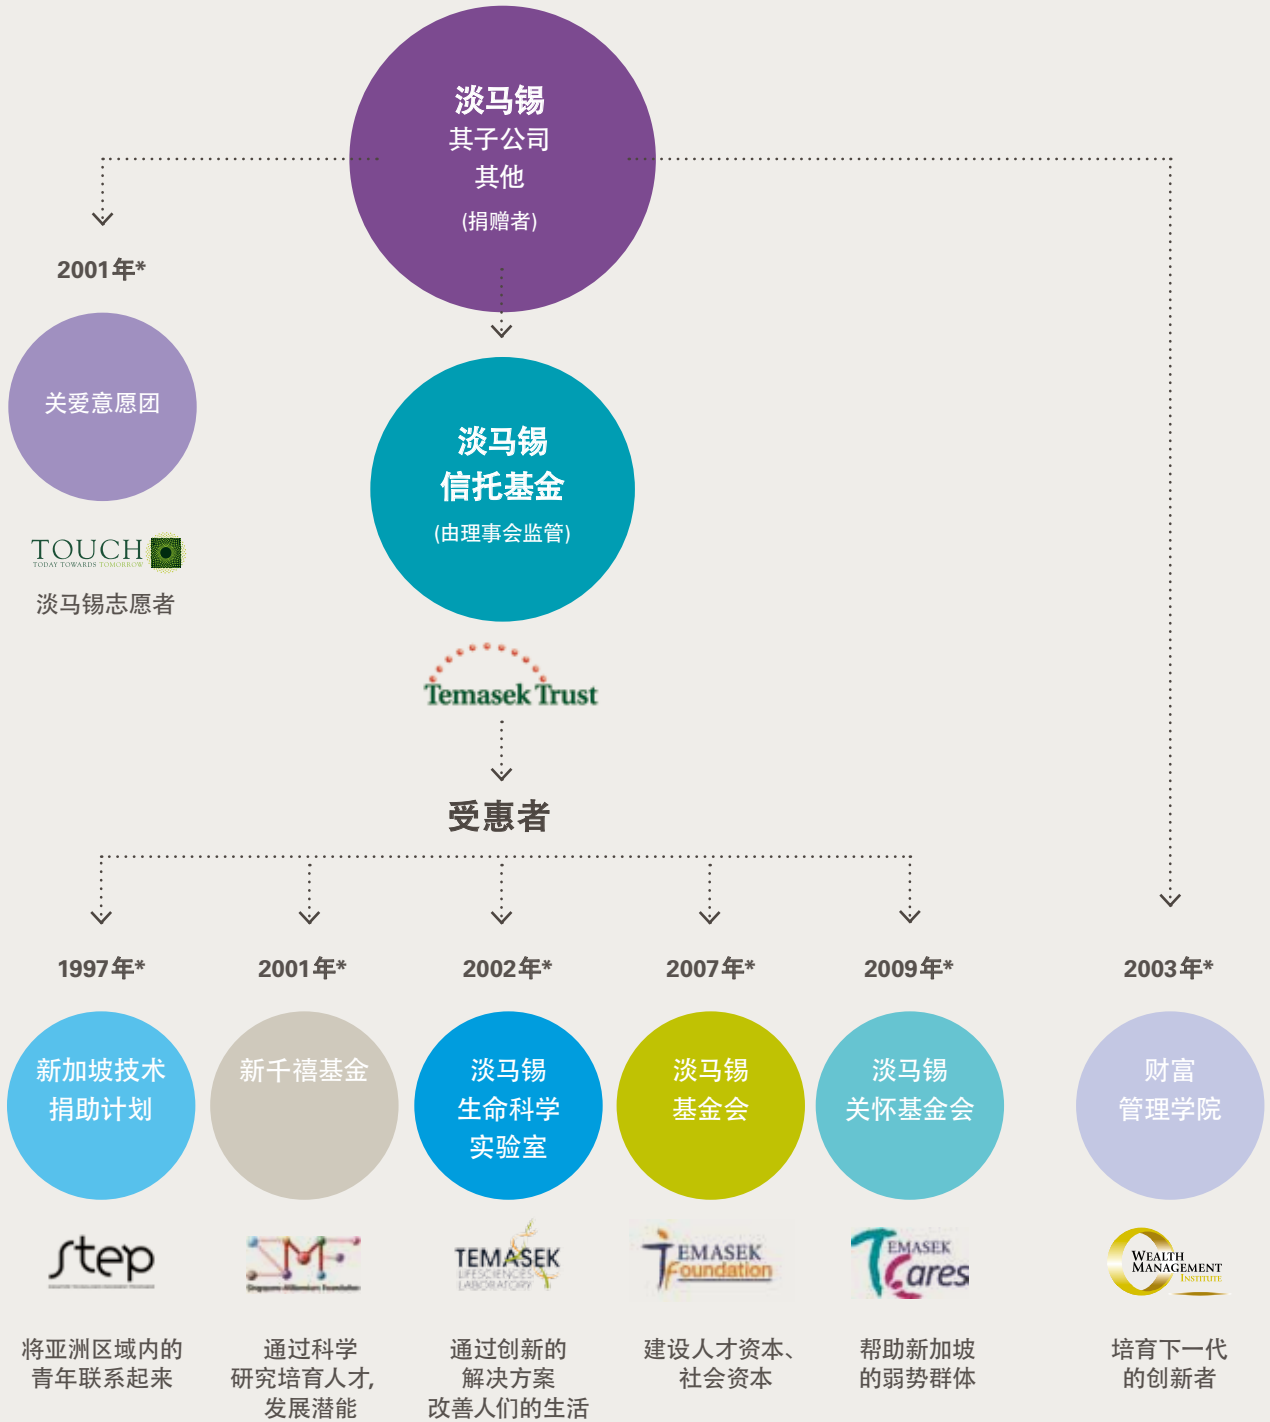 淡马锡
其子公司
其他
(捐赠者)
2001年*
关爱意愿团
TOUCH
TODAY TOWARDS TOMORROW
淡马锡志愿者
淡马锡
信托基金
(由理事会监管)
Temasek Trust
受惠者
1997年*
新加坡技术
捐助计划
step
将亚洲区域内的
青年联系起来
2001年*
新千禧基金
SMF
Singapore Millennium Foundation
通过科学
研究培育人才,
发展潜能
2002年*
淡马锡
生命科学
实验室
TEMASEK
LIFESCIENCES
LABORATORY
通过创新的
解决方案
改善人们的生活
2007年*
淡马锡
基金会
TEMASEK
Foundation
建设人才资本、
社会资本
2009年*
淡马锡
关怀基金会
TEMASEK
Cares
帮助新加坡
的弱势群体
2003年*
财富
管理学院
WEALTH
MANAGEMENT
INSTITUTE
培育下一代
的创新者